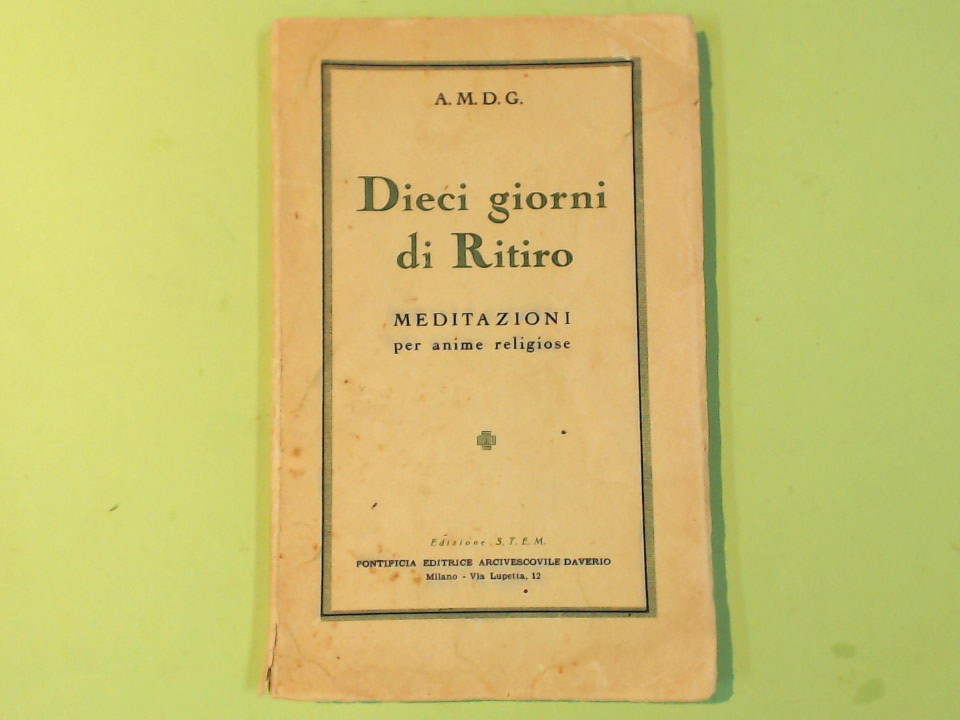 A. M. D. G.
Dieci giorni
di Ritiro
MEDITAZIONI
per anime religiose
Edizione S. T. E. M.
PONTIFICIA EDITRICE ARCIVESCOVILE DAVERIO
Milano - Via Lupetta, 12